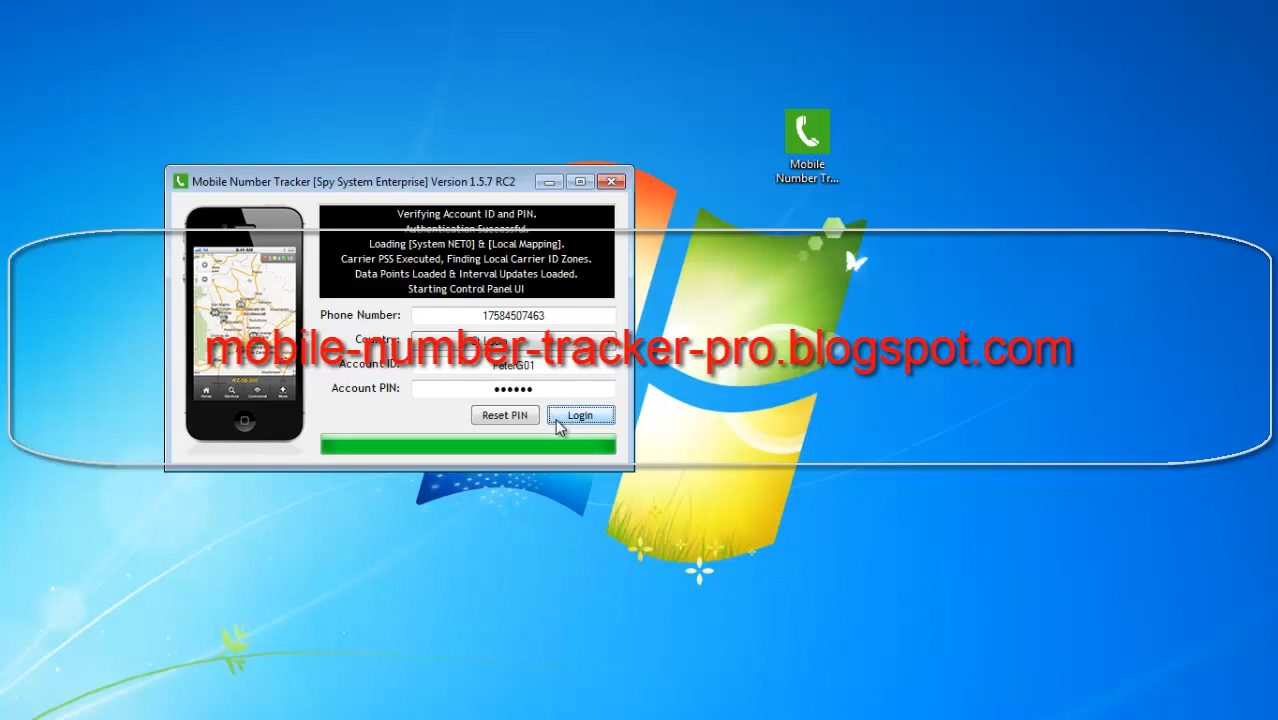 Mobile
Number Tr...
Mobile Number Tracker [Spy System Enterprise] Version 1.5.7 RC2
Verifying Account ID and PIN.
Authentication Successful.
Loading [System NET0] & [Local Mapping].
Carrier PSS Executed, Finding Local Carrier ID Zones.
Data Points Loaded & Interval Updates Loaded.
Starting Control Panel UI
Phone Number: 17584507463
Country:
mobile-number-tracker-pro.blogspot.com
Account ID: PeterG01
Account PIN: ••••••
Reset PIN Login